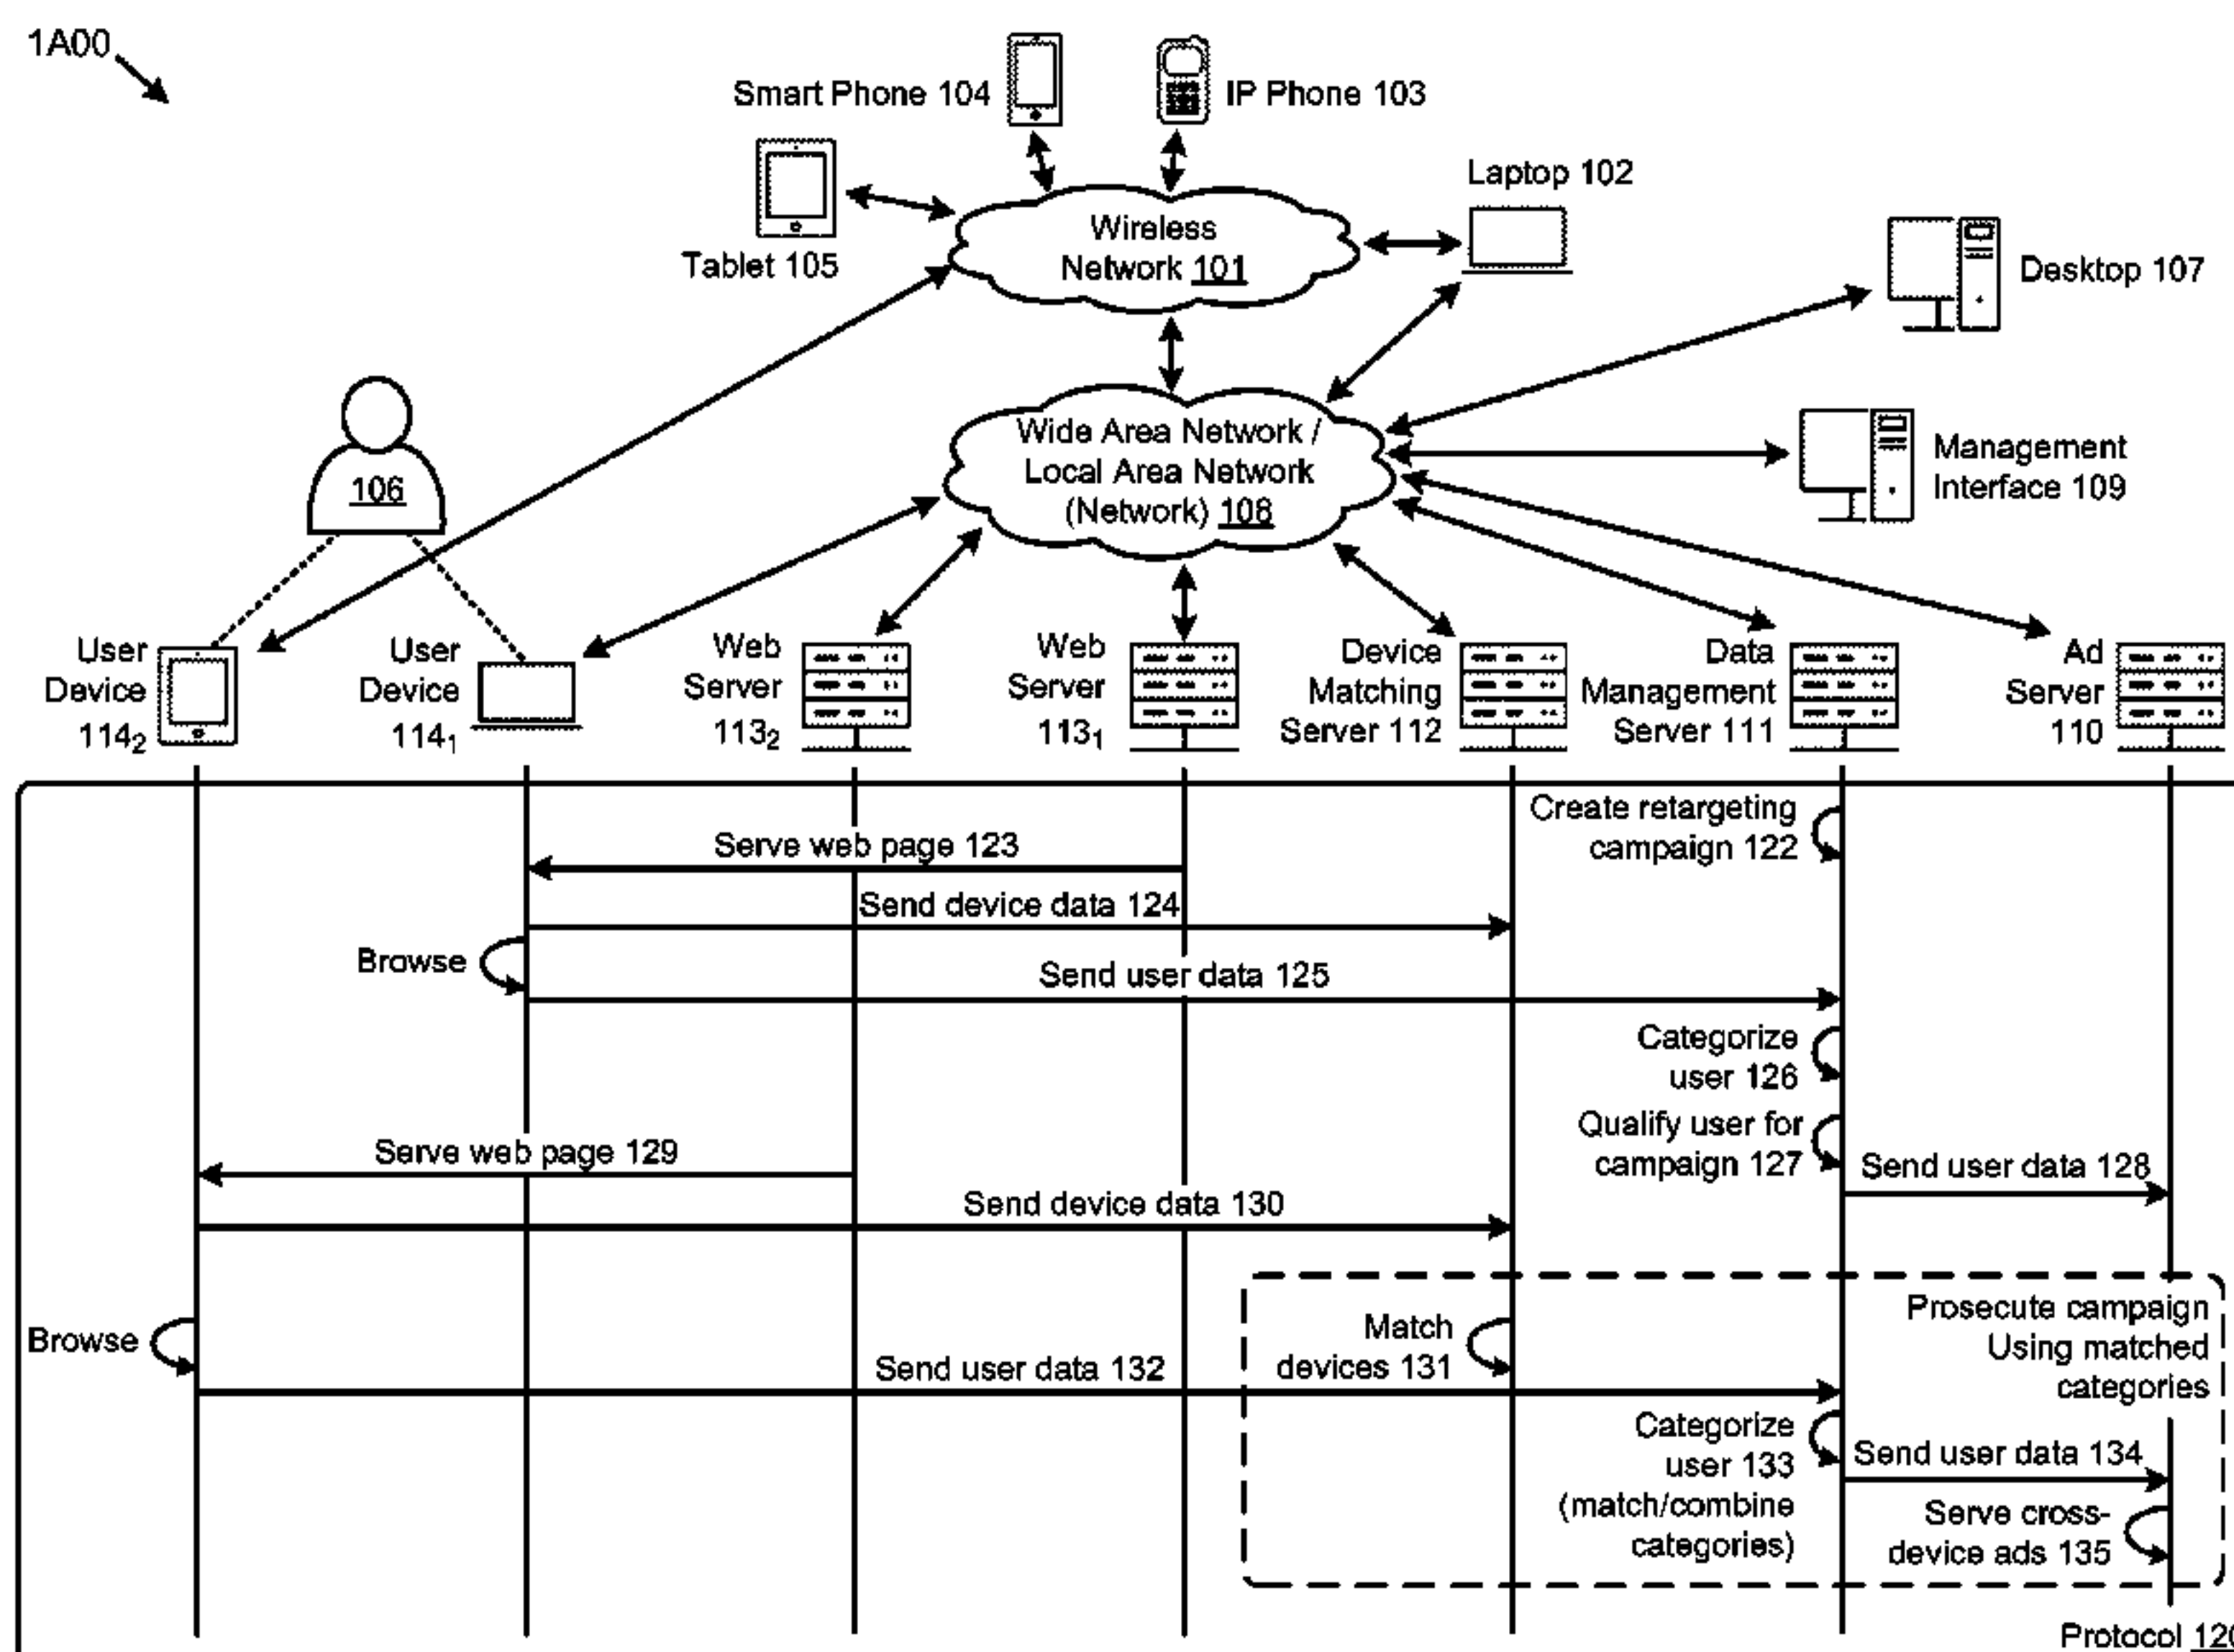 1A00
Smart Phone 104
IP Phone 103
Laptop 102
Tablet 105
Wireless
Network 101
Desktop 107
106
Wide Area Network /
Local Area Network
(Network) 108
Management
Interface 109
User
Device
114₂
User
Device
114₁
Web
Server
113₂
Web
Server
113₁
Device
Matching
Server 112
Data
Management
Server 111
Ad
Server
110
Create retargeting
campaign 122
Serve web page 123
Send device data 124
Browse
Send user data 125
Categorize
user 126
Qualify user for
campaign 127
Send user data 128
Serve web page 129
Send device data 130
Prosecute campaign
Using matched
categories
Browse
Match
devices 131
Send user data 132
Categorize
user 133
(match/combine
categories)
Send user data 134
Serve cross-
device ads 135
Protocol 120